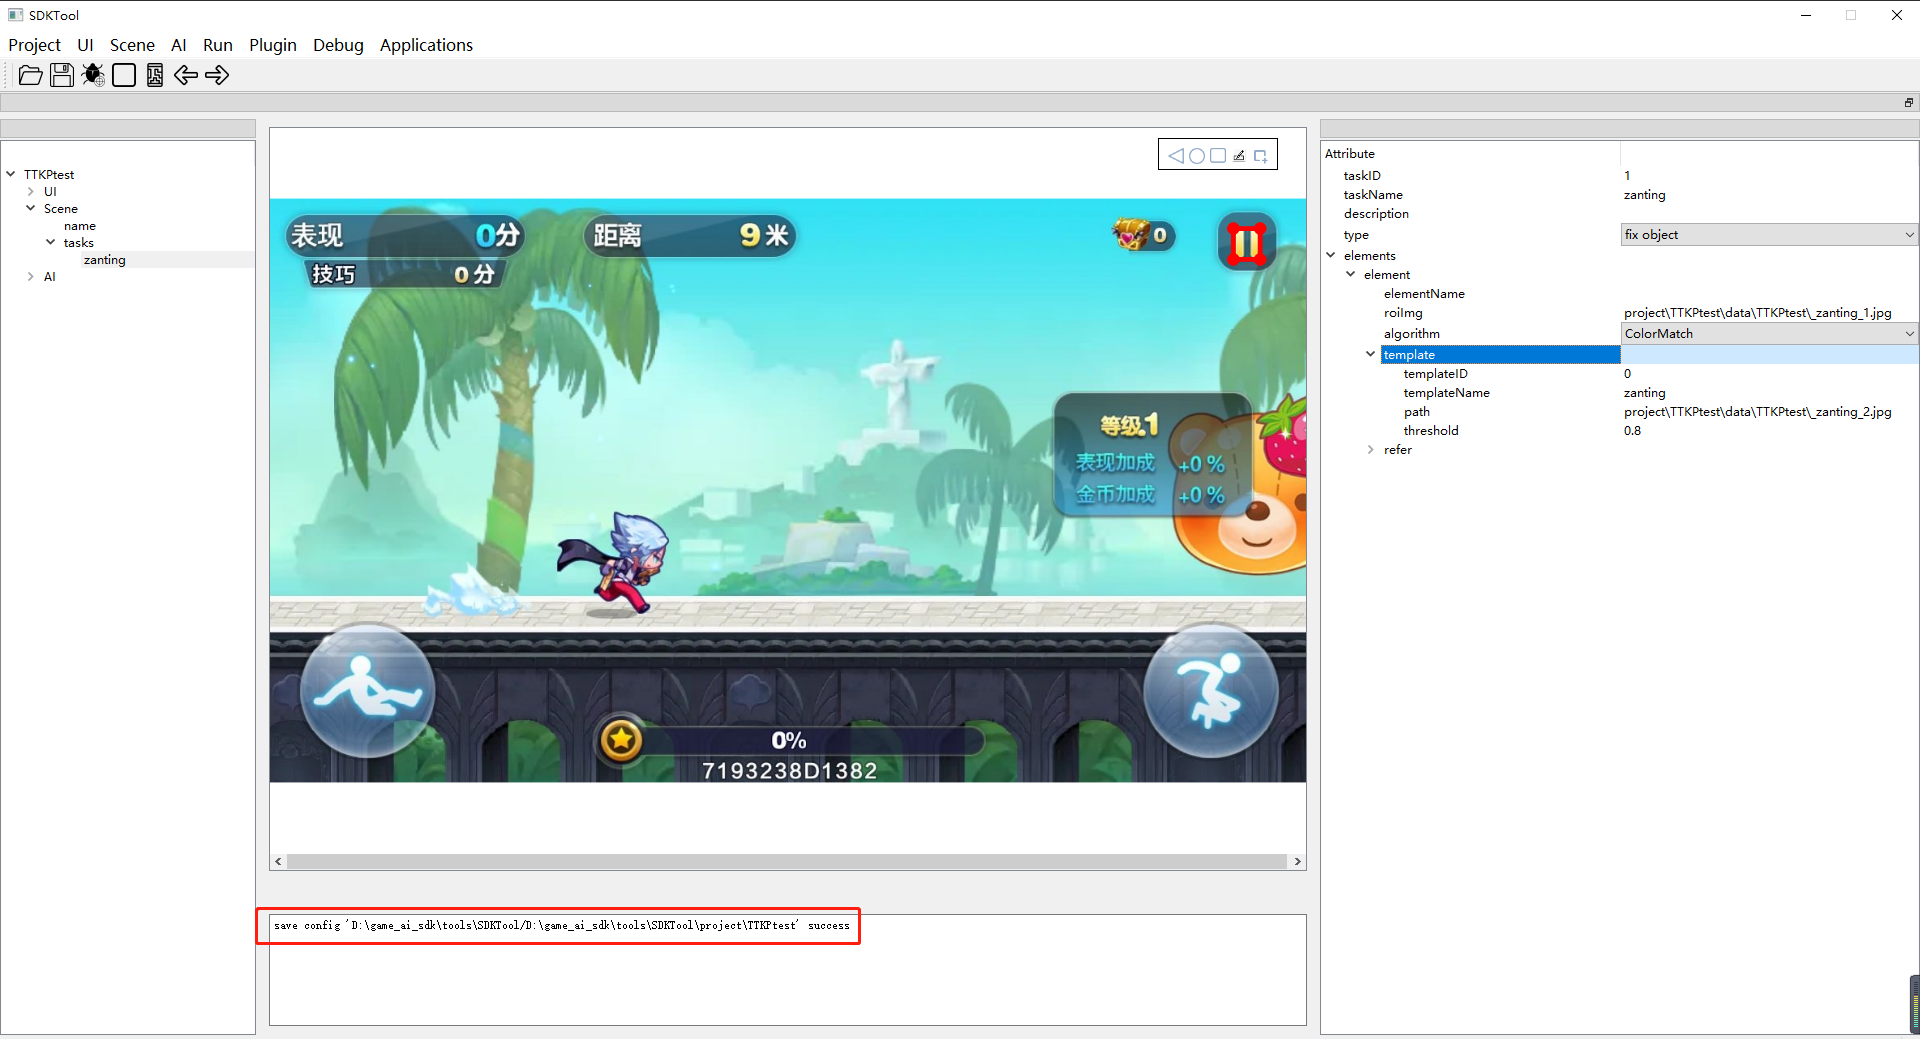 SDKTool
Project UI Scene AI Run Plugin Debug Applications
TTKPtest
UI
Scene
name
tasks
zanting
AI
表现 0分
距离 9米
0
技巧 0分
等级.1
表现加成 +0 %
金币加成 +0 %
0%
7193238D1382
save config 'D:\game_ai_sdk\tools\SDKTool/D:\game_ai_sdk\tools\SDKTool\project\TTKPtest' success
Attribute
taskID 1
taskName zanting
description
type fix object
elements
element
elementName
roiImg project\TTKPtest\data\TTKPtest\_zanting_1.jpg
algorithm ColorMatch
template
templateID 0
templateName zanting
path project\TTKPtest\data\TTKPtest\_zanting_2.jpg
threshold 0.8
refer